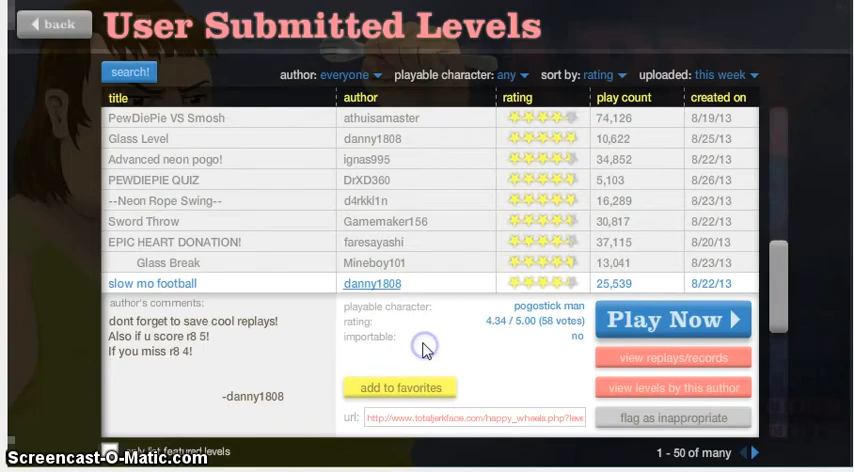 back
User Submitted Levels
search!
author: everyone playable character: any sort by: rating uploaded: this week
title author rating play count created on
PewDiePie VS Smosh athuisamaster 74,126 8/19/13
Glass Level danny1808 10,622 8/25/13
Advanced neon pogo! ignas995 34,852 8/22/13
PEWDIEPIE QUIZ DrXD360 5,103 8/26/13
--Neon Rope Swing-- d4rkkl1n 16,289 8/23/13
Sword Throw Gamemaker156 30,817 8/22/13
EPIC HEART DONATION! faresayashi 37,115 8/20/13
Glass Break Mineboy101 13,041 8/23/13
slow mo football danny1808 25,539 8/22/13
author's comments:
dont forget to save cool replays!
Also if u score r8 5!
If you miss r8 4!
-danny1808
playable character: pogostick man
rating: 4.34 / 5.00 (58 votes)
importable: no
add to favorites
url: http://www.totaljerkface.com/happy_wheels.php?leve
Play Now
view replays/records
view levels by this author
flag as inappropriate
only list featured levels
1 - 50 of many
Screencast-O-Matic.com